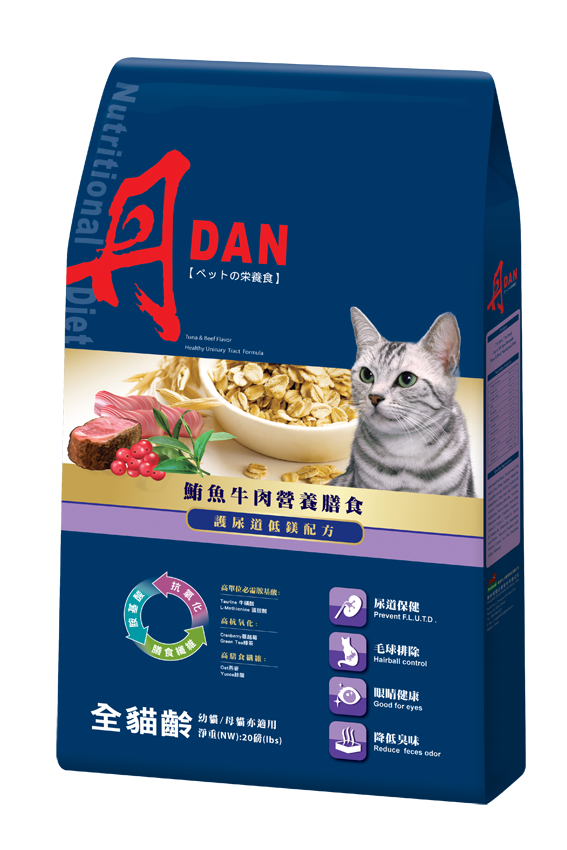 Nutritional Diet
丹 DAN
【ペットの栄養食】
Tuna & Beef Flavor
Healthy Urinary Tract Formula
鮪魚牛肉營養膳食
護尿道低鎂配方
抗氧化
胺基酸
膳食纖維
高單位必需胺基酸:
Taurine 牛磺酸
L-Methionine 甲硫胺酸
高抗氧化:
Cranberry蔓越莓
Green Tea綠茶
高膳食纖維:
Oat燕麥
Yucca絲蘭
尿道保健
Prevent F.L.U.T.D.
毛球排除
Hairball control
眼睛健康
Good for eyes
降低臭味
Reduce feces odor
全貓齡
幼貓/母貓亦適用
淨重(NW):20磅(lbs)
丹 DAN